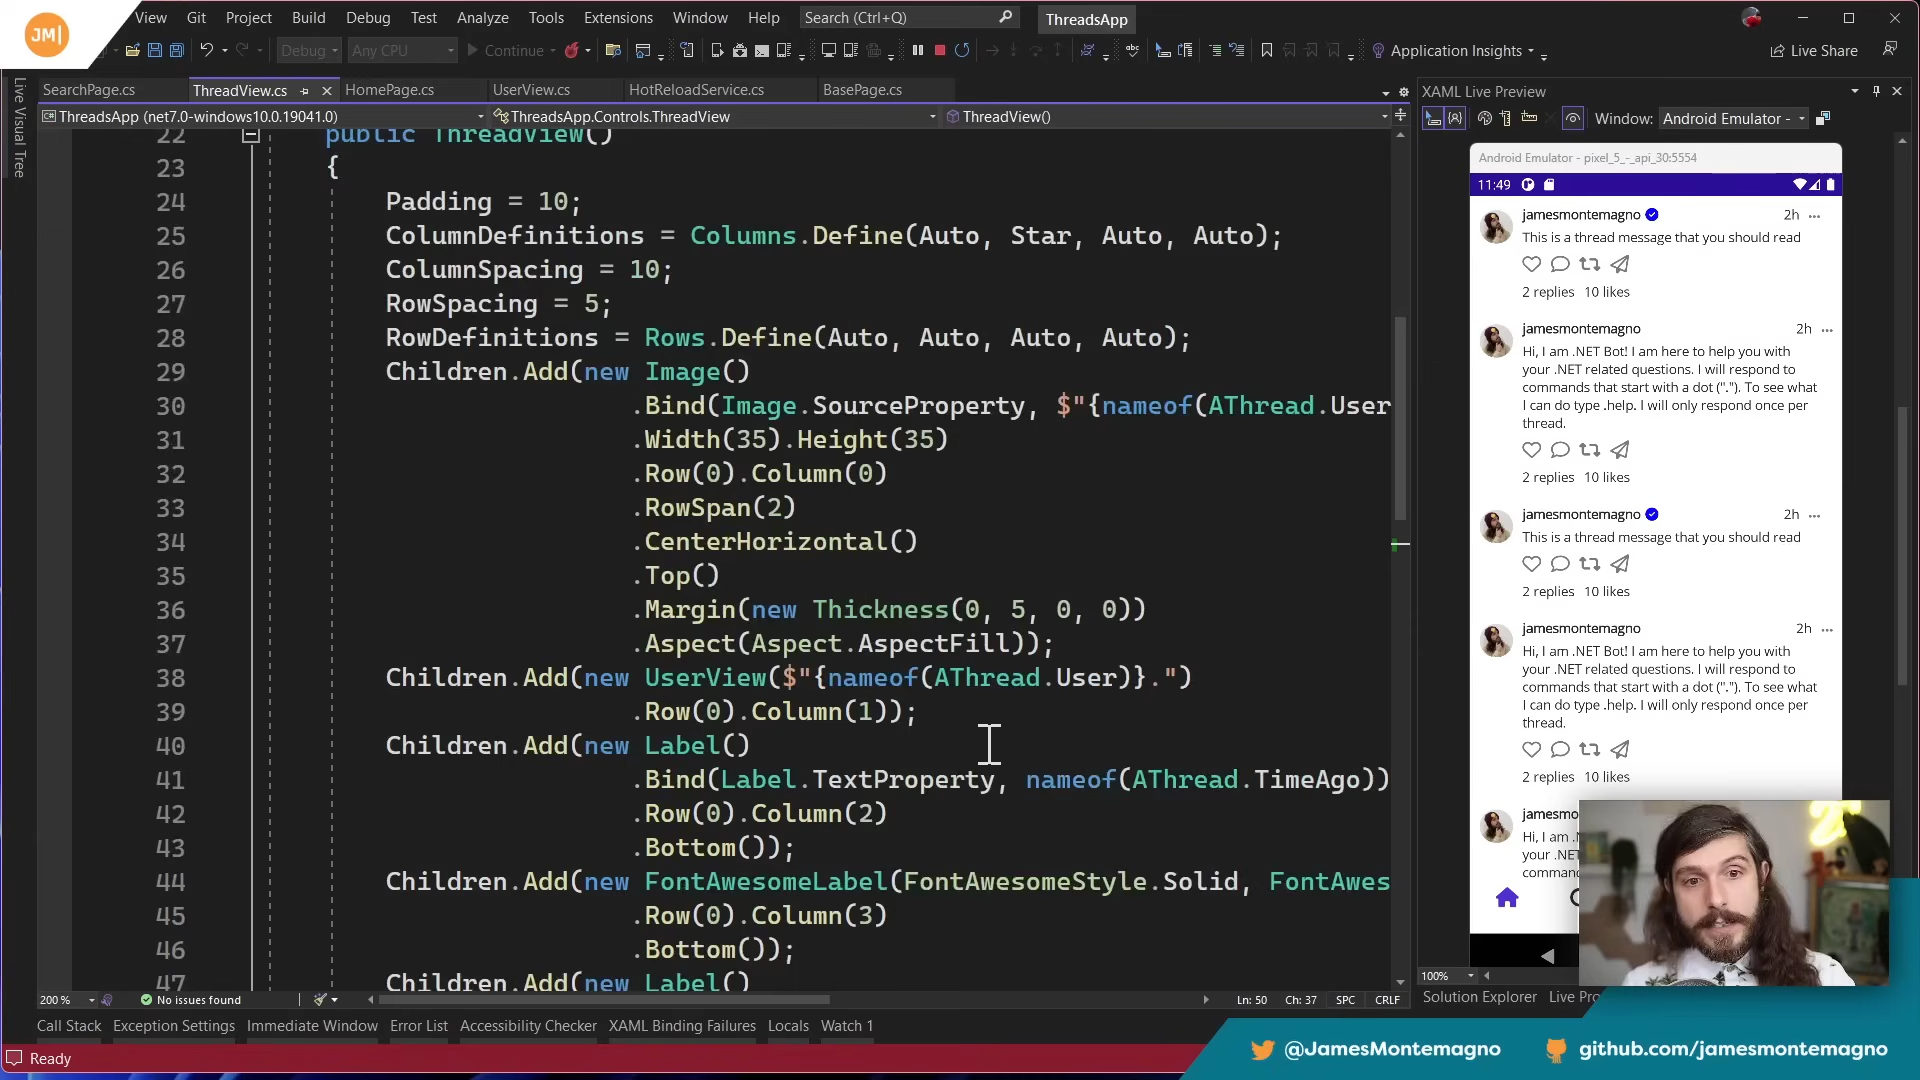 JM|
View Git Project Build Debug Test Analyze Tools Extensions Window Help Search (Ctrl+Q) ThreadsApp
Debug Any CPU Continue Application Insights Live Share
SearchPage.cs ThreadView.cs HomePage.cs UserView.cs HotReloadService.cs BasePage.cs
ThreadsApp (net7.0-windows10.0.19041.0) ThreadsApp.Controls.ThreadView ThreadView()
Live Visual Tree
22 public ThreadView()
23 {
24 Padding = 10;
25 ColumnDefinitions = Columns.Define(Auto, Star, Auto, Auto);
26 ColumnSpacing = 10;
27 RowSpacing = 5;
28 RowDefinitions = Rows.Define(Auto, Auto, Auto, Auto);
29 Children.Add(new Image()
30 .Bind(Image.SourceProperty, $"{nameof(AThread.User
31 .Width(35).Height(35)
32 .Row(0).Column(0)
33 .RowSpan(2)
34 .CenterHorizontal()
35 .Top()
36 .Margin(new Thickness(0, 5, 0, 0))
37 .Aspect(Aspect.AspectFill));
38 Children.Add(new UserView($"{nameof(AThread.User)}.")
39 .Row(0).Column(1));
40 Children.Add(new Label()
41 .Bind(Label.TextProperty, nameof(AThread.TimeAgo))
42 .Row(0).Column(2)
43 .Bottom());
44 Children.Add(new FontAwesomeLabel(FontAwesomeStyle.Solid, FontAwes
45 .Row(0).Column(3)
46 .Bottom());
47 Children.Add(new Label()
200 % No issues found Ln: 50 Ch: 37 SPC CRLF
Call Stack Exception Settings Immediate Window Error List Accessibility Checker XAML Binding Failures Locals Watch 1
Ready
XAML Live Preview
Window: Android Emulator -
Android Emulator - pixel_5_-_api_30:5554
11:49
jamesmontemagno 2h ...
This is a thread message that you should read
2 replies 10 likes
jamesmontemagno 2h ...
Hi, I am .NET Bot! I am here to help you with
your .NET related questions. I will respond to
commands that start with a dot ("."). To see what
I can do type .help. I will only respond once per
thread.
2 replies 10 likes
jamesmontemagno 2h ...
This is a thread message that you should read
2 replies 10 likes
jamesmontemagno 2h ...
Hi, I am .NET Bot! I am here to help you with
your .NET related questions. I will respond to
commands that start with a dot ("."). To see what
I can do type .help. I will only respond once per
thread.
2 replies 10 likes
jamesmo
Hi, I am .N
your .NET
command
100%
Solution Explorer Live Pro
@JamesMontemagno github.com/jamesmontemagno